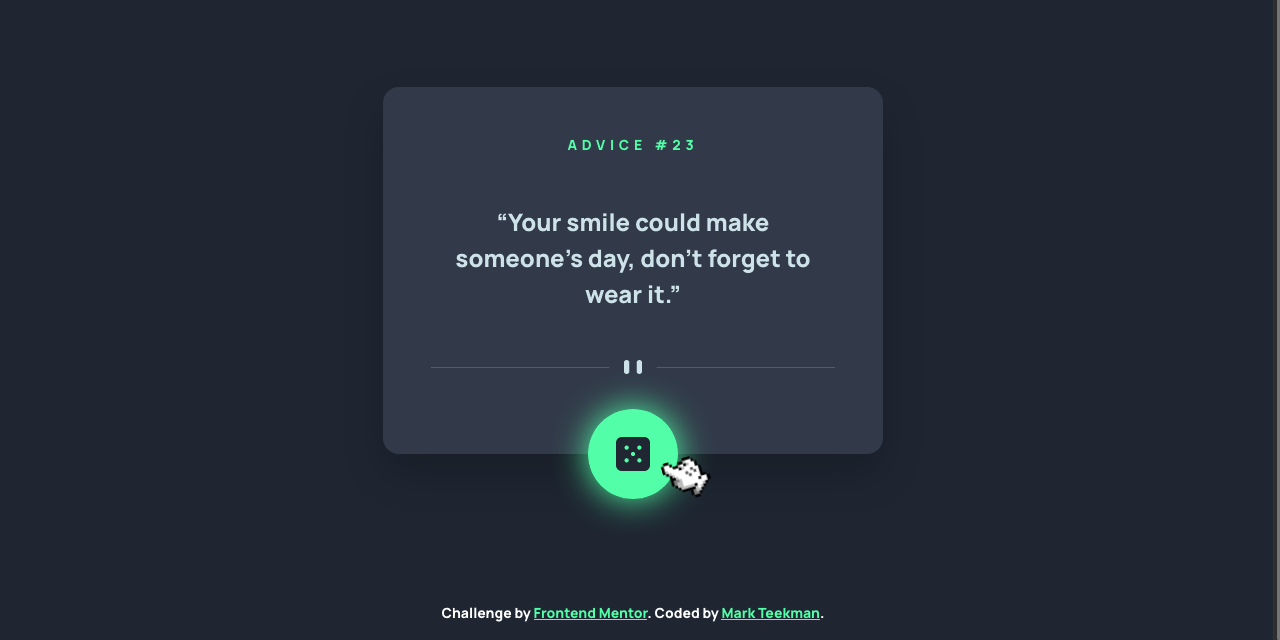 ADVICE #23
“Your smile could make
someone’s day, don’t forget to
wear it.”
Challenge by Frontend Mentor. Coded by Mark Teekman.